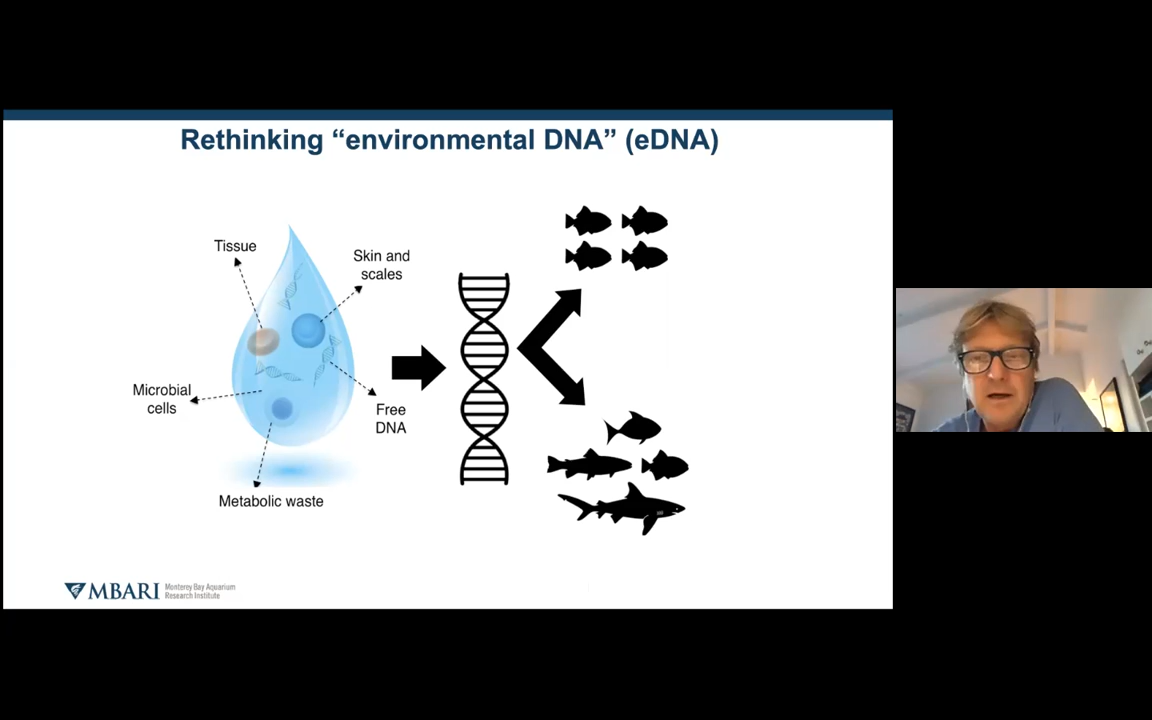 Rethinking “environmental DNA” (eDNA)
Tissue
Skin and
scales
Microbial
cells
Free
DNA
Metabolic waste
MBARI
Monterey Bay Aquarium
Research Institute